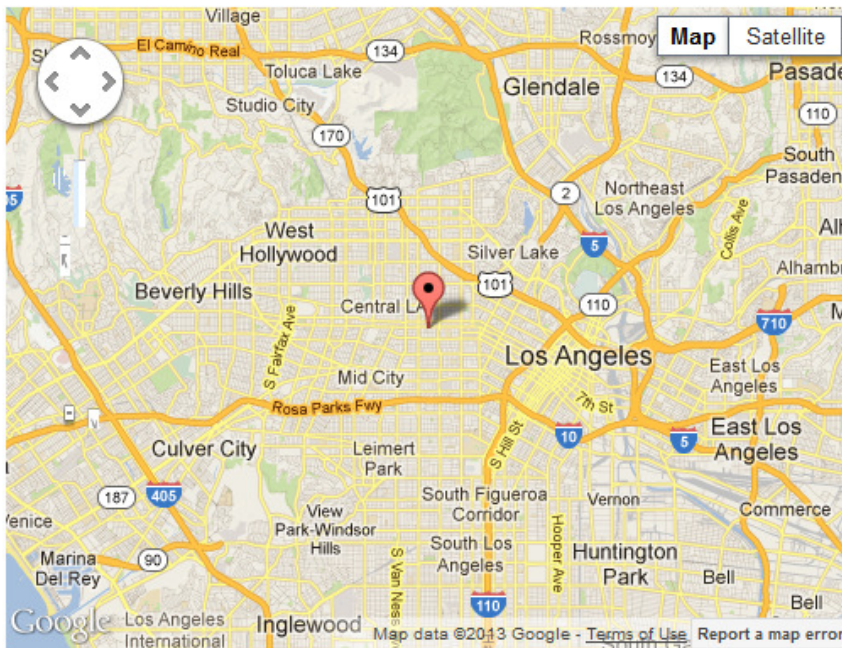 Village
Rossmoy
Map
Satellite
El Camino Real
134
Toluca Lake
134
Glendale
Pasade
Studio City
110
170
South
Pasaden
2
Northeast
Los Angeles
101
Collis Ave
West
Hollywood
Silver Lake
5
Alhambr
101
Beverly Hills
Central LA
110
710
S Fairfax Ave
Los Angeles
East Los
Angeles
Mid City
7th St
Rosa Parks Fwy
S Hill St
10
5
East Los
Angeles
Culver City
Leimert
Park
187
405
South Figueroa
Corridor
Vernon
Commerce
View
Park-Windsor
Hills
Venice
Hooper Ave
Marina
Del Rey
90
S Van Ness
South Los
Angeles
Huntington
Park
Bell
110
Bell
Google
Los Angeles
International
Inglewood
Map data ©2013 Google - Terms of Use
Report a map error